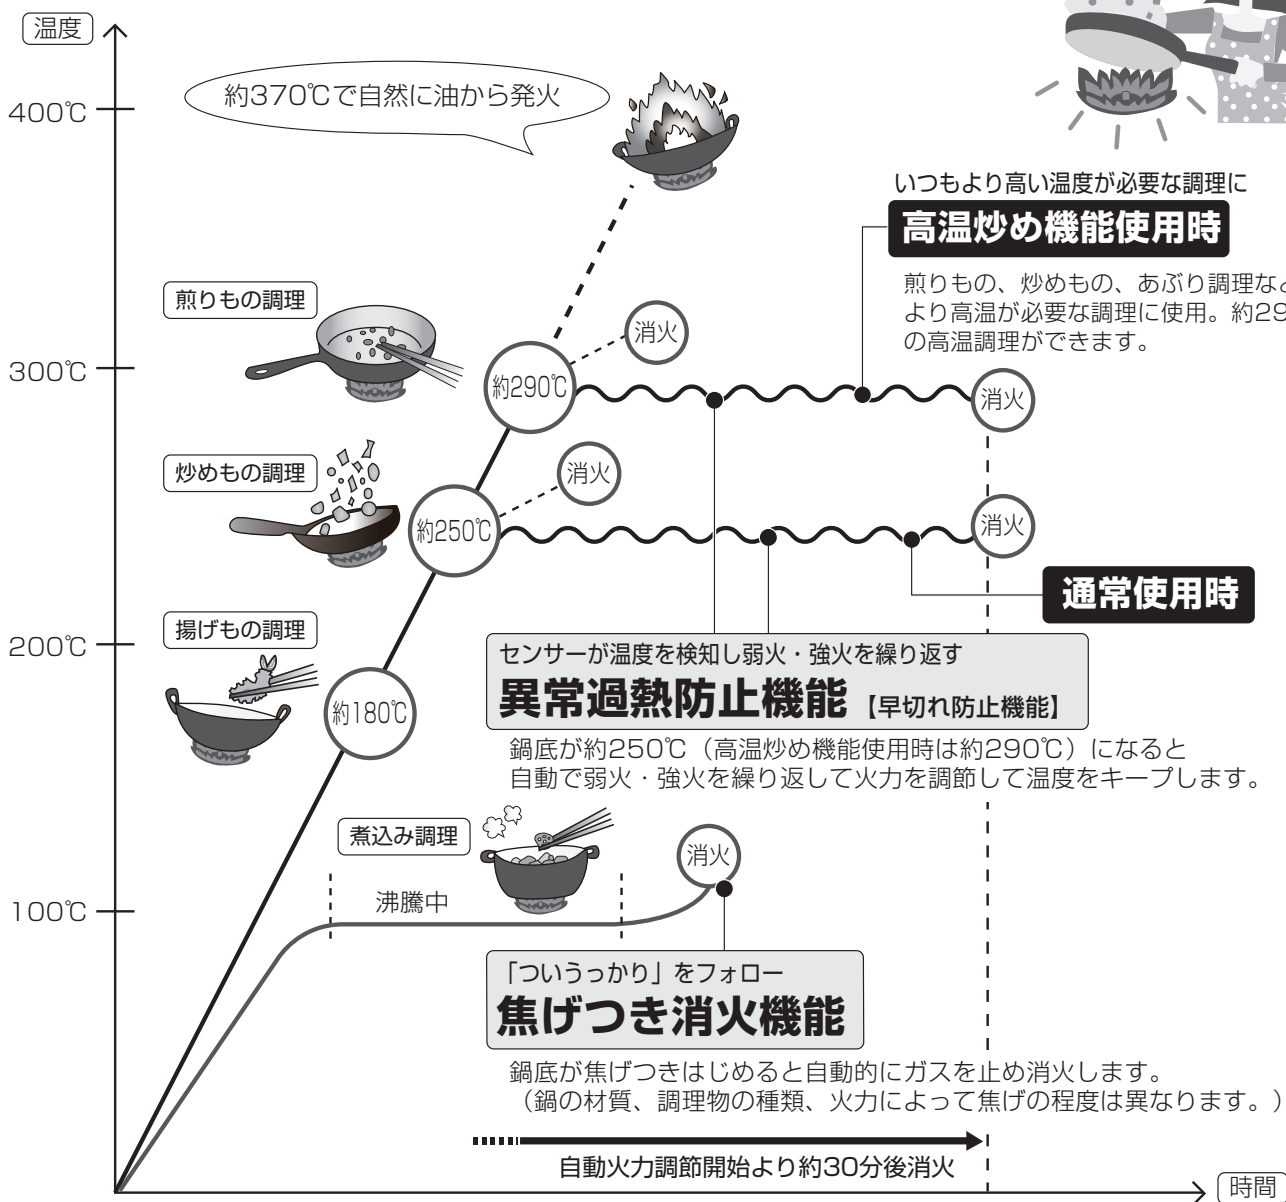 温度
400℃
約370℃で自然に油から発火
いつもより高い温度が必要な調理に
高温炒め機能使用時
煎りもの、炒めもの、あぶり調理な
より高温が必要な調理に使用。約29
の高温調理ができます。
煎りもの調理
消火
300℃
約290℃
消火
炒めもの調理
消火
約250℃
消火
通常使用時
揚げもの調理
200℃
センサーが温度を検知し弱火・強火を繰り返す
異常過熱防止機能【早切れ防止機能】
約180℃
鍋底が約250℃（高温炒め機能使用時は約290℃）になると
自動で弱火・強火を繰り返して火力を調節して温度をキープします。
煮込み調理
消火
沸騰中
100℃
「ついうっかり」をフォロー
焦げつき消火機能
鍋底が焦げつきはじめると自動的にガスを止め消火します。
（鍋の材質、調理物の種類、火力によって焦げの程度は異なります。）
自動火力調節開始より約30分後消火
時間